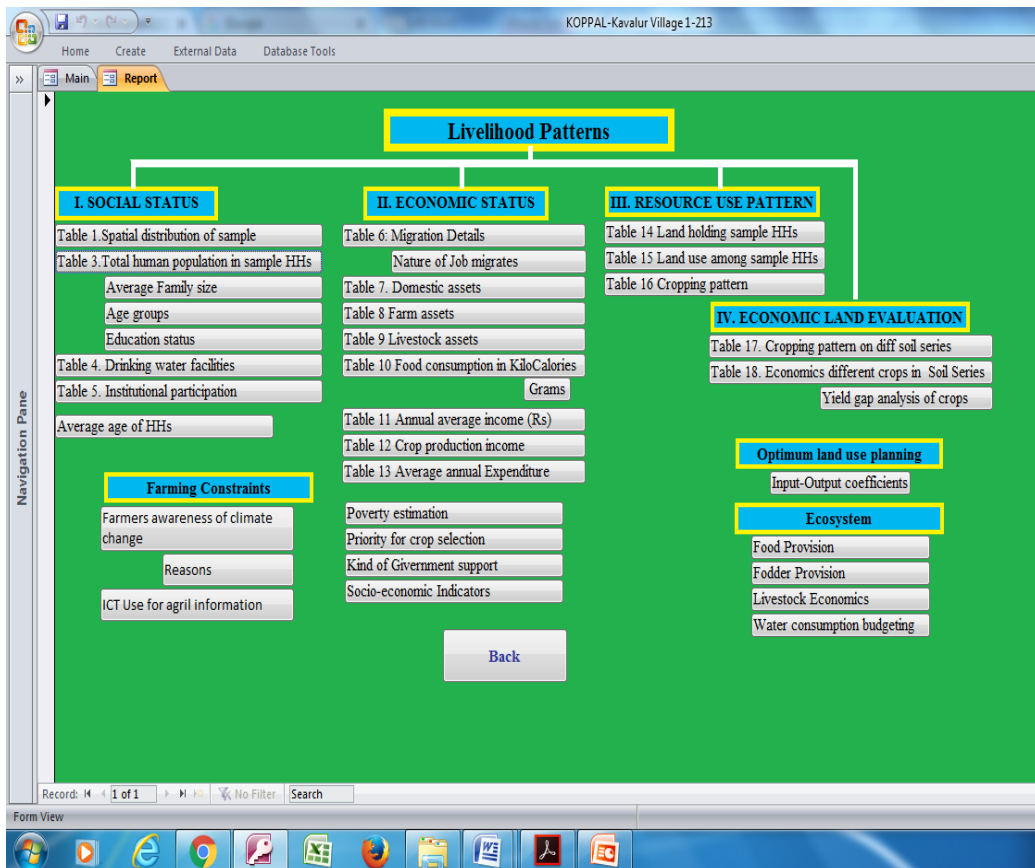 KOPPAL-Kavalur Village 1-213
Home Create External Data Database Tools
Main Report
Navigation Pane
Livelihood Patterns
I. SOCIAL STATUS
Table 1.Spatial distribution of sample
Table 3.Total human population in sample HHs
Average Family size
Age groups
Education status
Table 4. Drinking water facilities
Table 5. Institutional participation
Average age of HHs
Farming Constraints
Farmers awareness of climate
change
Reasons
ICT Use for agril information
II. ECONOMIC STATUS
Table 6: Migration Details
Nature of Job migrates
Table 7. Domestic assets
Table 8 Farm assets
Table 9 Livestock assets
Table 10 Food consumption in KiloCalories
Grams
Table 11 Annual average income (Rs)
Table 12 Crop production income
Table 13 Average annual Expenditure
Poverty estimation
Priority for crop selection
Kind of Givernment support
Socio-economic Indicators
Back
III. RESOURCE USE PATTERN
Table 14 Land holding sample HHs
Table 15 Land use among sample HHs
Table 16 Cropping pattern
IV. ECONOMIC LAND EVALUATION
Table 17. Cropping pattern on diff soil series
Table 18. Economics different crops in Soil Series
Yield gap analysis of crops
Optimum land use planning
Input-Output coefficients
Ecosystem
Food Provision
Fodder Provision
Livestock Economics
Water consumption budgeting
Record: 1 of 1 No Filter Search
Form View